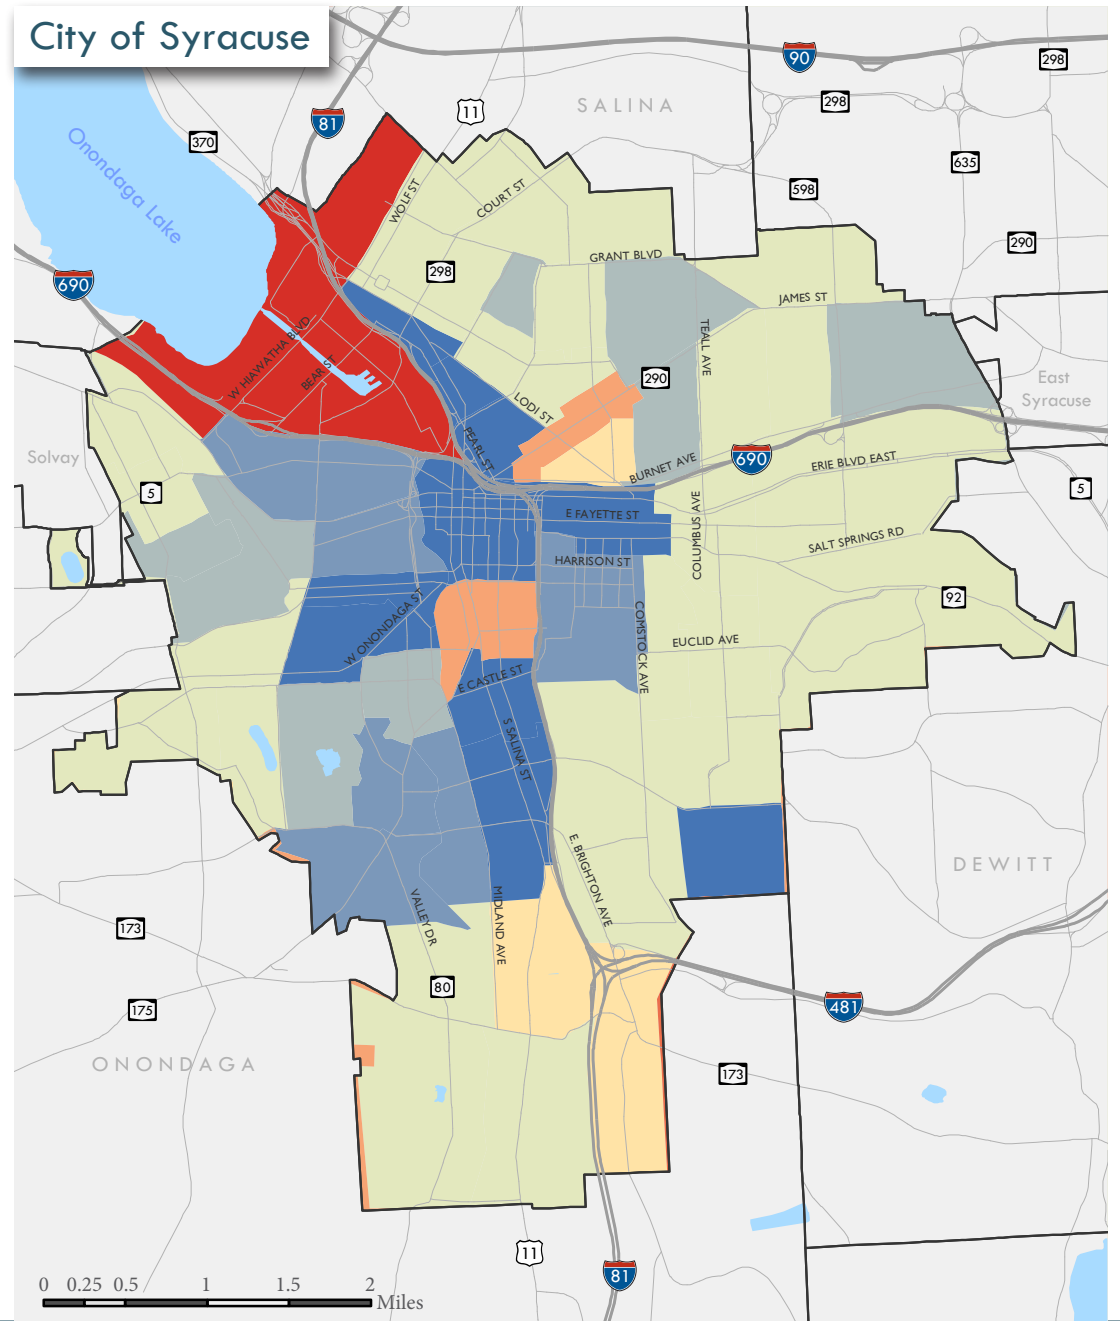 City of Syracuse
90
298
11
SALINA
298
81
370
635
Onondaga Lake
598
WOLF ST
COURT ST
290
GRANT BLVD
298
690
JAMES ST
TEALL AVE
W HIAWATHA BLVD
BEAR ST
290
East
Syracuse
LODI ST
PEARL ST
Solvay
BURNET AVE
690
ERIE BLVD EAST
5
5
E FAYETTE ST
COLUMBUS AVE
SALT SPRINGS RD
HARRISON ST
92
W ONONDAGA ST
COMSTOCK AVE
EUCLID AVE
E CASTLE ST
S SALINA ST
E. BRIGHTON AVE
DEWITT
VALLEY DR
MIDLAND AVE
173
80
175
481
ONONDAGA
173
11
81
0 0.25 0.5 1 1.5 2
Miles